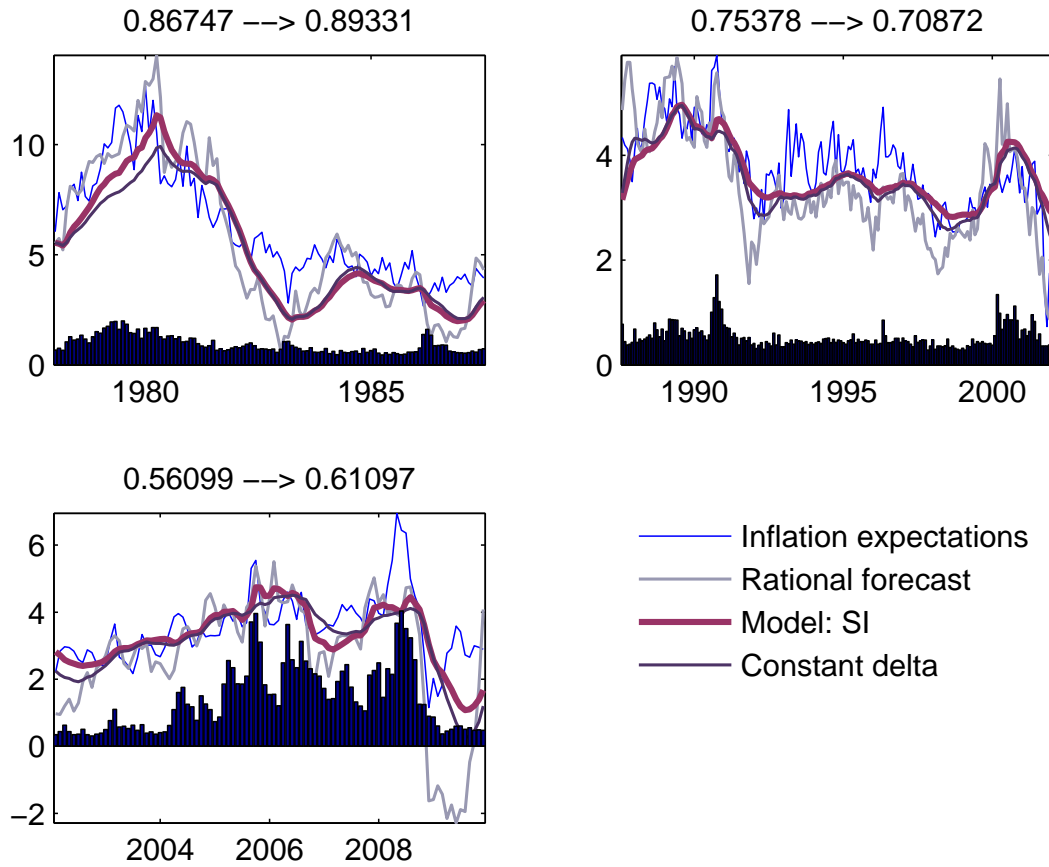 0.86747 −−> 0.89331
10
5
0
1980 1985
0.75378 −−> 0.70872
4
2
0
1990 1995 2000
0.56099 −−> 0.61097
6
4
2
0
−2
2004 2006 2008
Inflation expectations
Rational forecast
Model: SI
Constant delta